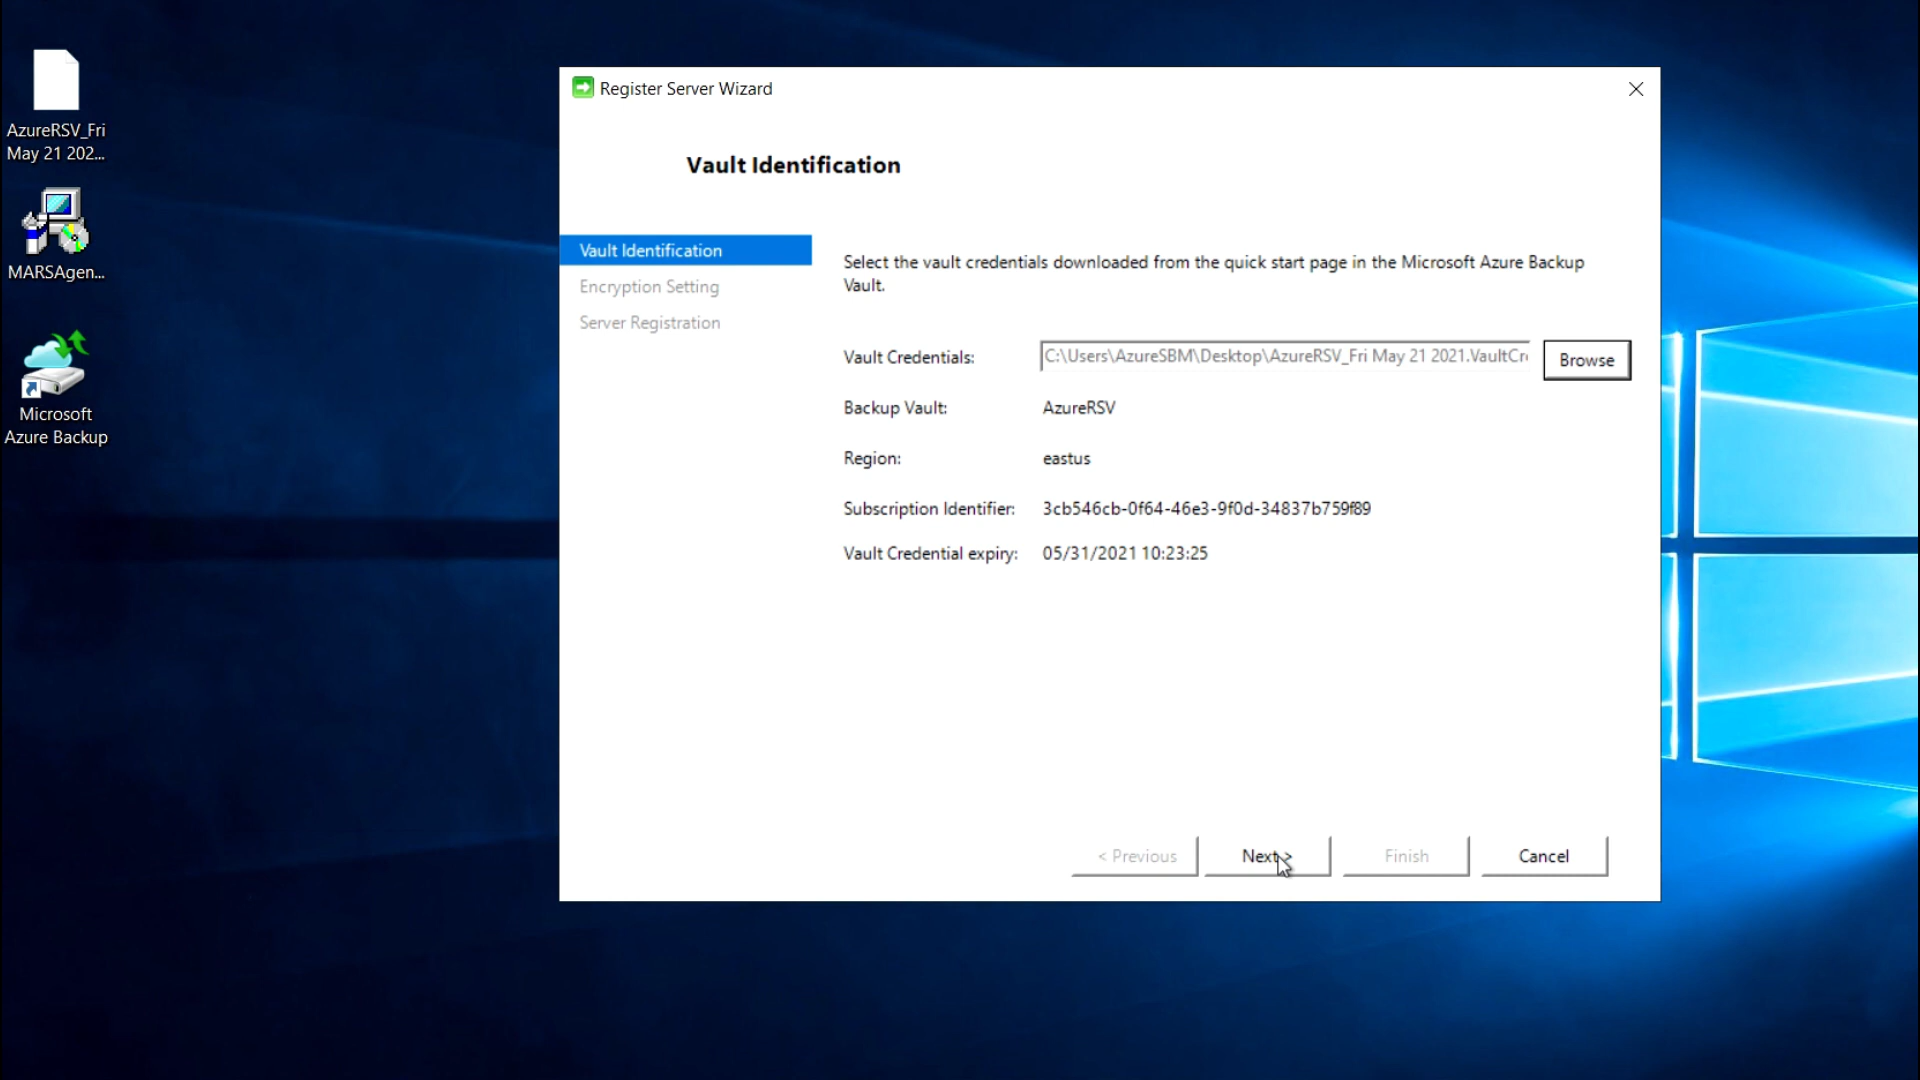 AzureRSV_Fri
May 21 202...
MARSAgen...
Microsoft
Azure Backup
Register Server Wizard
Vault Identification
Vault Identification
Encryption Setting
Server Registration
Select the vault credentials downloaded from the quick start page in the Microsoft Azure Backup
Vault.
Vault Credentials: C:\Users\AzureSBM\Desktop\AzureRSV_Fri May 21 2021.VaultCr
Browse
Backup Vault: AzureRSV
Region: eastus
Subscription Identifier: 3cb546cb-0f64-46e3-9f0d-34837b759f89
Vault Credential expiry: 05/31/2021 10:23:25
< Previous Next > Finish Cancel